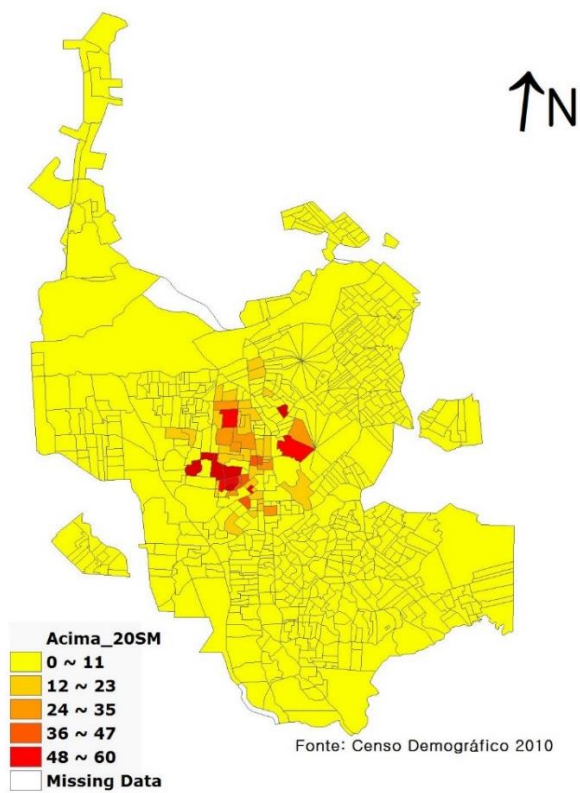 N
Acima_20SM
0 ~ 11
12 ~ 23
24 ~ 35
36 ~ 47
48 ~ 60
Missing Data
Fonte: Censo Demográfico 2010